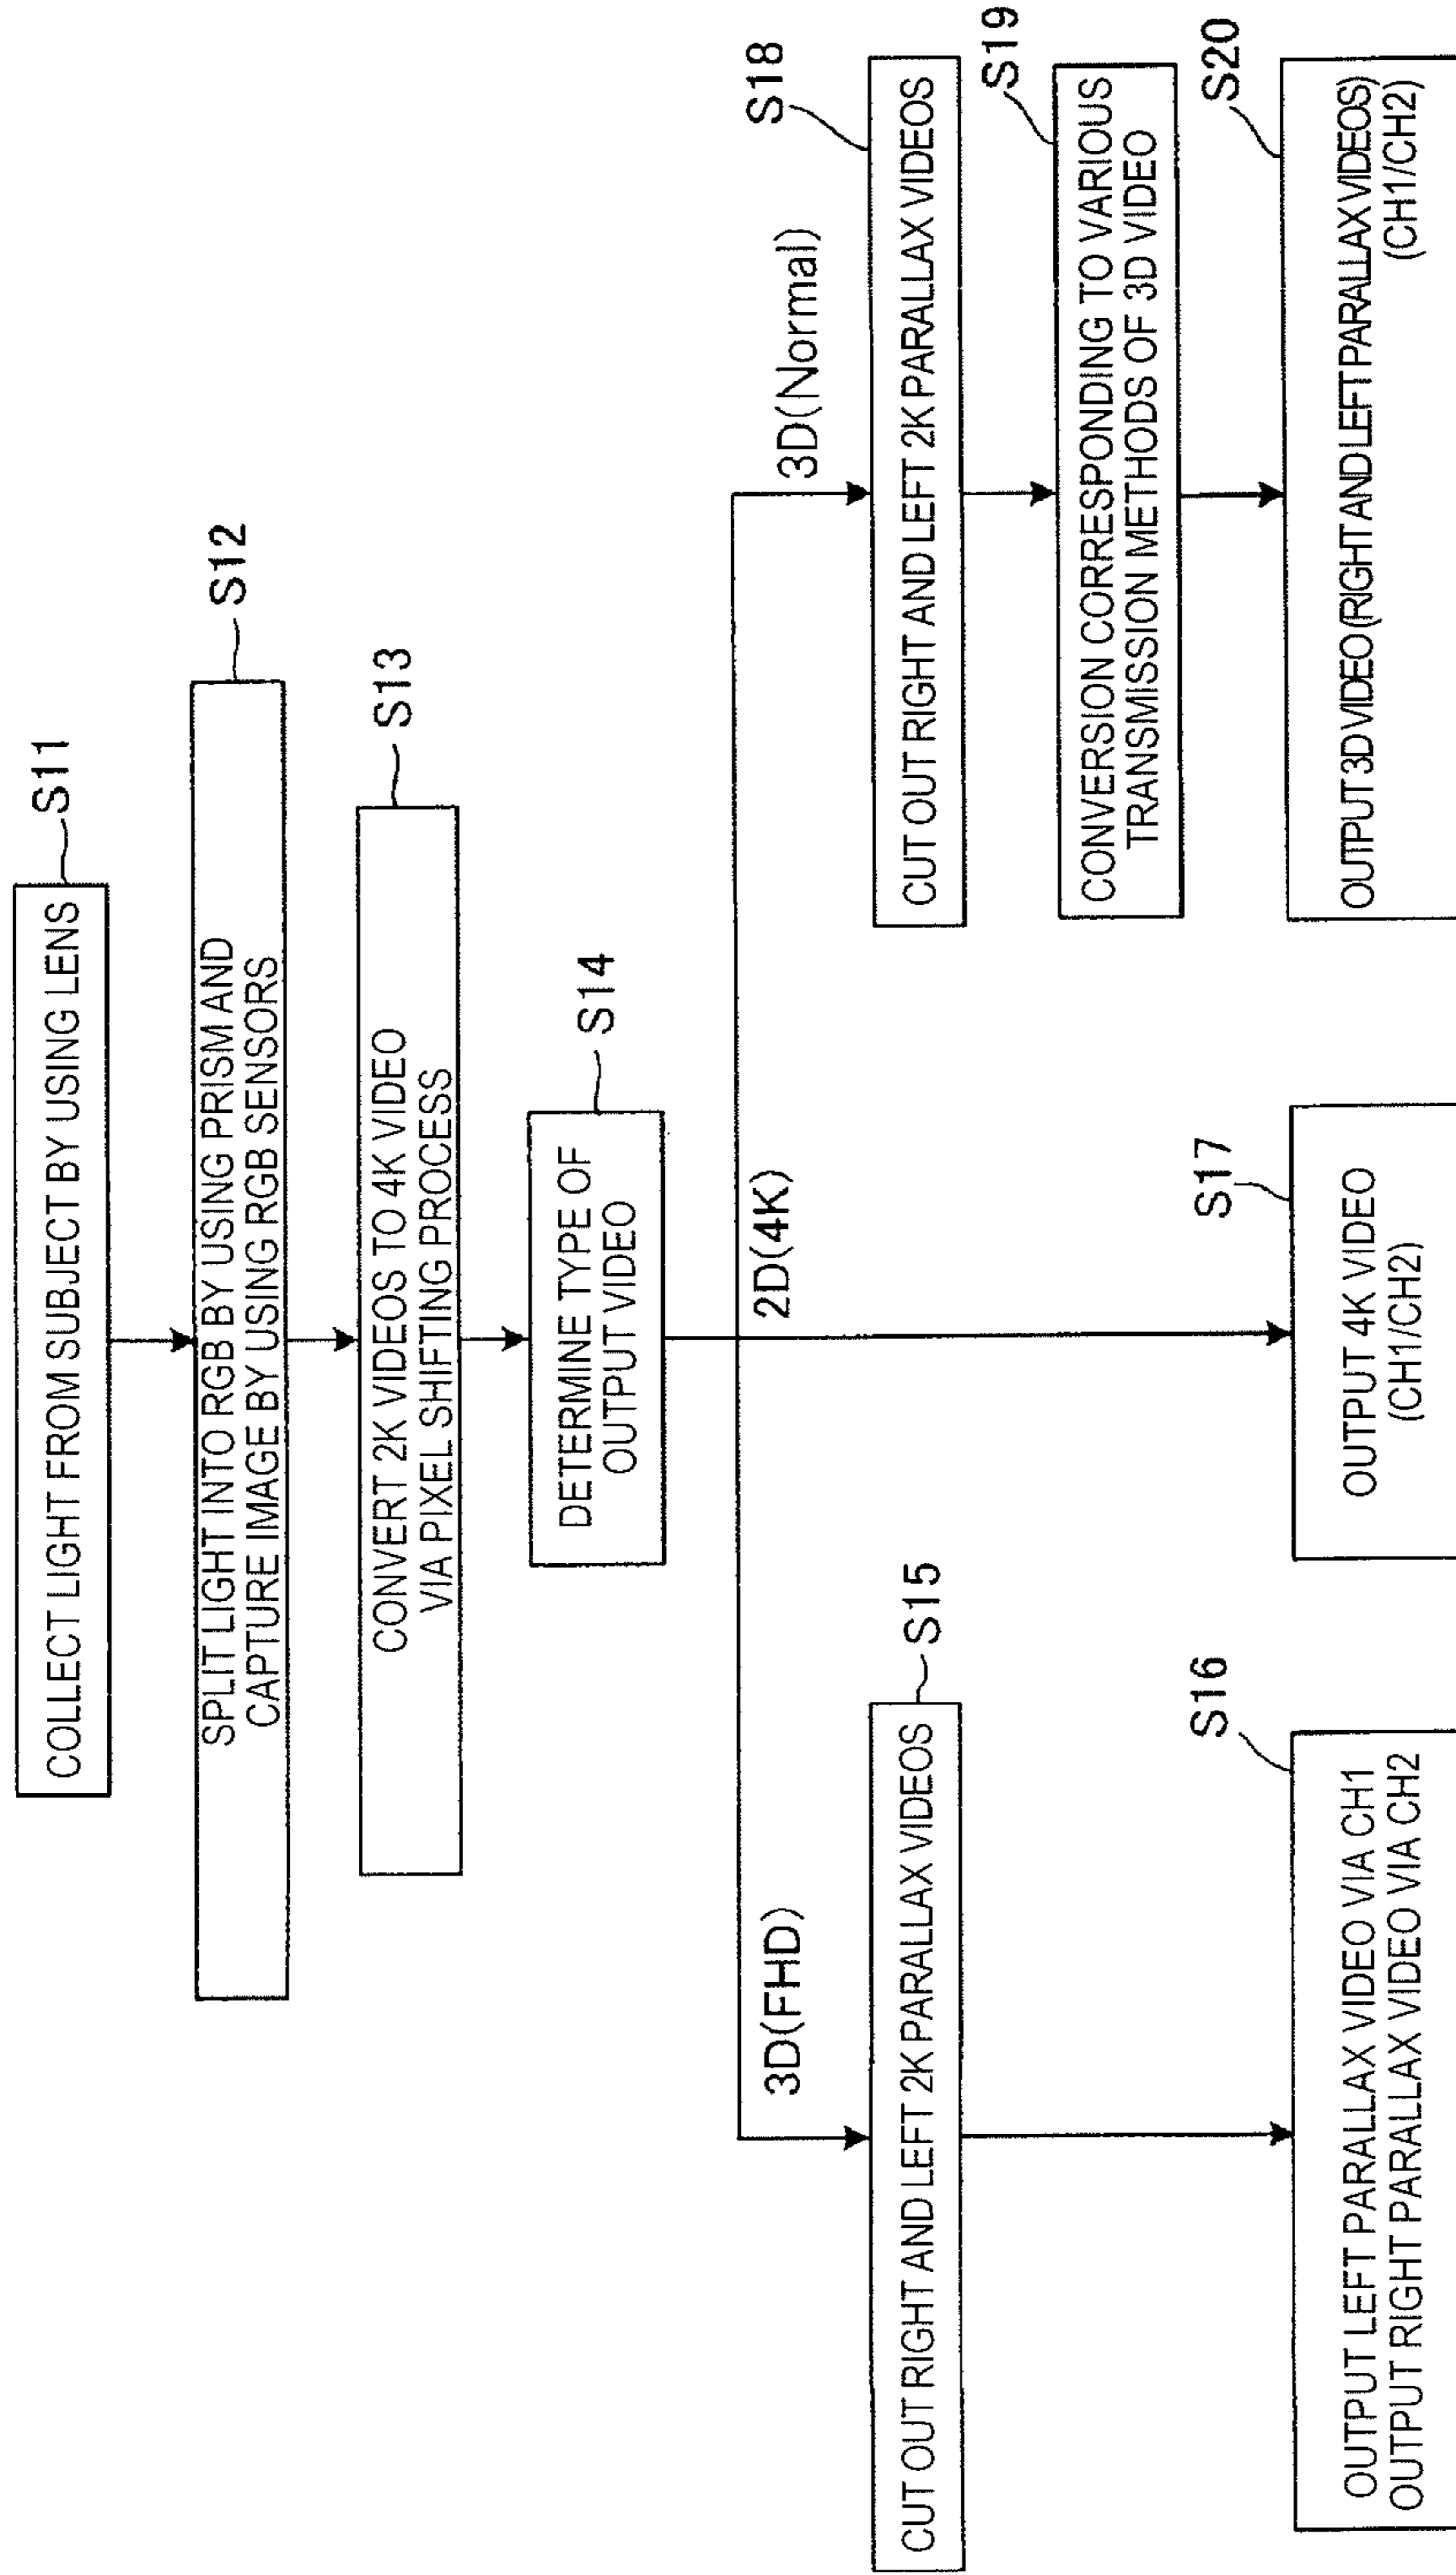 COLLECT LIGHT FROM SUBJECT BY USING LENS
S11
SPLIT LIGHT INTO RGB BY USING PRISM AND
CAPTURE IMAGE BY USING RGB SENSORS
S12
CONVERT 2K VIDEOS TO 4K VIDEO
VIA PIXEL SHIFTING PROCESS
S13
DETERMINE TYPE OF
OUTPUT VIDEO
S14
3D(FHD)
2D(4K)
3D(Normal)
CUT OUT RIGHT AND LEFT 2K PARALLAX VIDEOS
S15
OUTPUT LEFT PARALLAX VIDEO VIA CH1
OUTPUT RIGHT PARALLAX VIDEO VIA CH2
S16
OUTPUT 4K VIDEO
(CH1/CH2)
S17
CUT OUT RIGHT AND LEFT 2K PARALLAX VIDEOS
S18
CONVERSION CORRESPONDING TO VARIOUS
TRANSMISSION METHODS OF 3D VIDEO
S19
OUTPUT 3D VIDEO (RIGHT AND LEFT PARALLAX VIDEOS)
(CH1/CH2)
S20